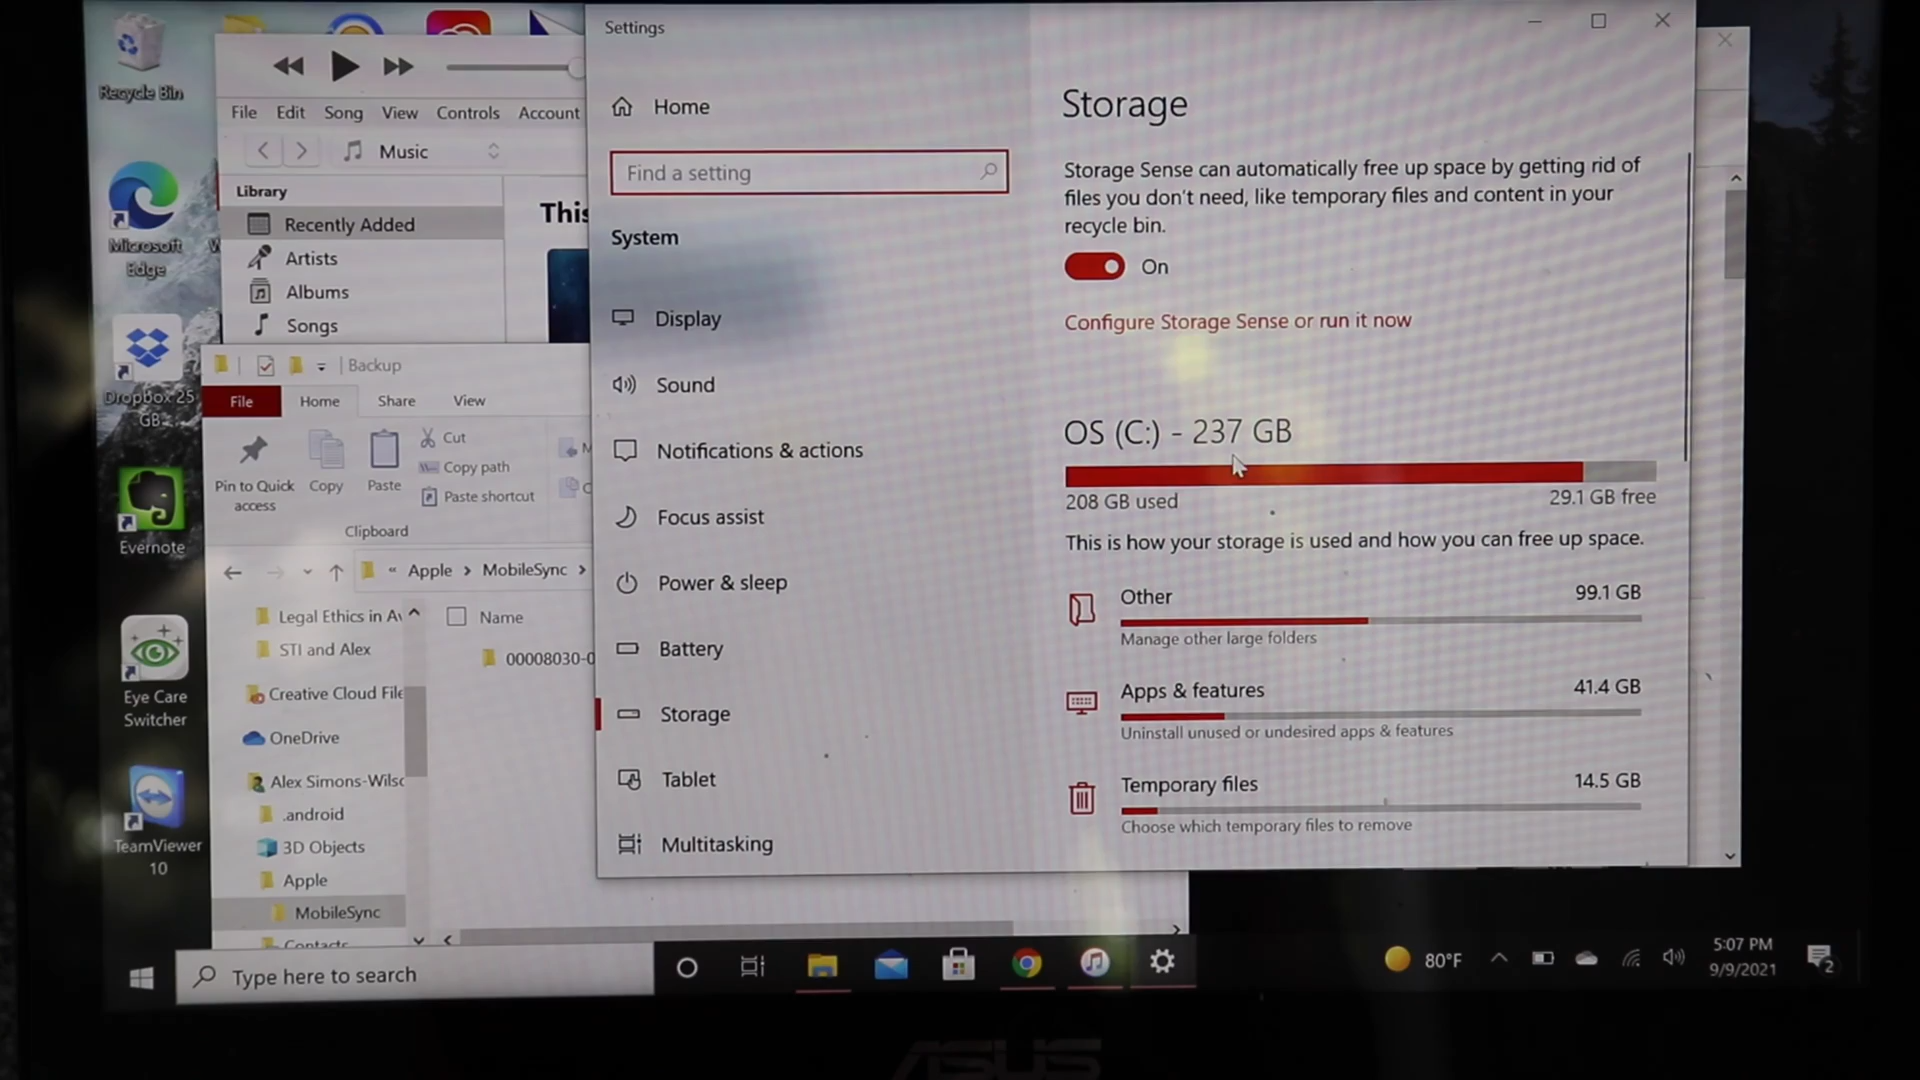 Recycle Bin
Microsoft Edge
Dropbox 25 GB
Evernote
Eye Care Switcher
TeamViewer 10
File Edit Song View Controls Account
Music
Library
Recently Added
Artists
Albums
Songs
This
Backup
File Home Share View
Pin to Quick access
Copy
Paste
Cut
Copy path
Paste shortcut
Clipboard
« Apple > MobileSync >
Legal Ethics in Av
STI and Alex
Creative Cloud File
OneDrive
Alex Simons-Wilso
.android
3D Objects
Apple
MobileSync
Contacts
Name
00008030-0
Settings
Home
Find a setting
System
Display
Sound
Notifications & actions
Focus assist
Power & sleep
Battery
Storage
Tablet
Multitasking
Storage
Storage Sense can automatically free up space by getting rid of
files you don't need, like temporary files and content in your
recycle bin.
On
Configure Storage Sense or run it now
OS (C:) - 237 GB
208 GB used 29.1 GB free
This is how your storage is used and how you can free up space.
Other 99.1 GB
Manage other large folders
Apps & features 41.4 GB
Uninstall unused or undesired apps & features
Temporary files 14.5 GB
Choose which temporary files to remove
Type here to search
80°F
5:07 PM
9/9/2021
2
ASUS